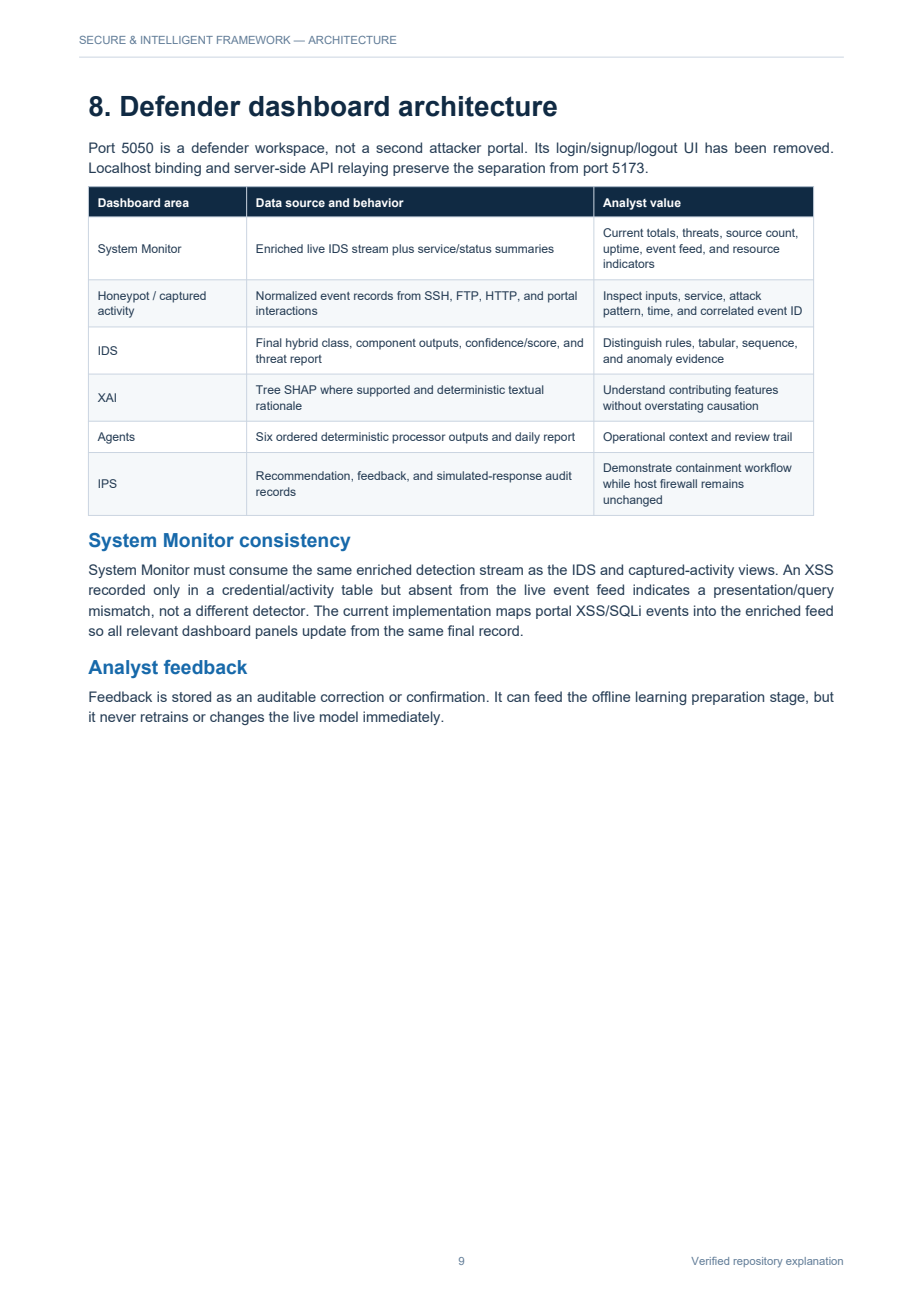 SECURE & INTELLIGENT FRAMEWORK — ARCHITECTURE
8. Defender dashboard architecture
Port 5050 is a defender workspace, not a second attacker portal. Its login/signup/logout UI has been removed.
Localhost binding and server-side API relaying preserve the separation from port 5173.
Dashboard area
Data source and behavior
Analyst value
System Monitor
Enriched live IDS stream plus service/status summaries
Current totals, threats, source count,
uptime, event feed, and resource
indicators
Honeypot / captured
activity
Normalized event records from SSH, FTP, HTTP, and portal
interactions
Inspect inputs, service, attack
pattern, time, and correlated event ID
IDS
Final hybrid class, component outputs, confidence/score, and
threat report
Distinguish rules, tabular, sequence,
and anomaly evidence
XAI
Tree SHAP where supported and deterministic textual
rationale
Understand contributing features
without overstating causation
Agents
Six ordered deterministic processor outputs and daily report
Operational context and review trail
IPS
Recommendation, feedback, and simulated-response audit
records
Demonstrate containment workflow
while host firewall remains
unchanged
System Monitor consistency
System Monitor must consume the same enriched detection stream as the IDS and captured-activity views. An XSS
recorded only in a credential/activity table but absent from the live event feed indicates a presentation/query
mismatch, not a different detector. The current implementation maps portal XSS/SQLi events into the enriched feed
so all relevant dashboard panels update from the same final record.
Analyst feedback
Feedback is stored as an auditable correction or confirmation. It can feed the offline learning preparation stage, but
it never retrains or changes the live model immediately.
9
Verified repository explanation